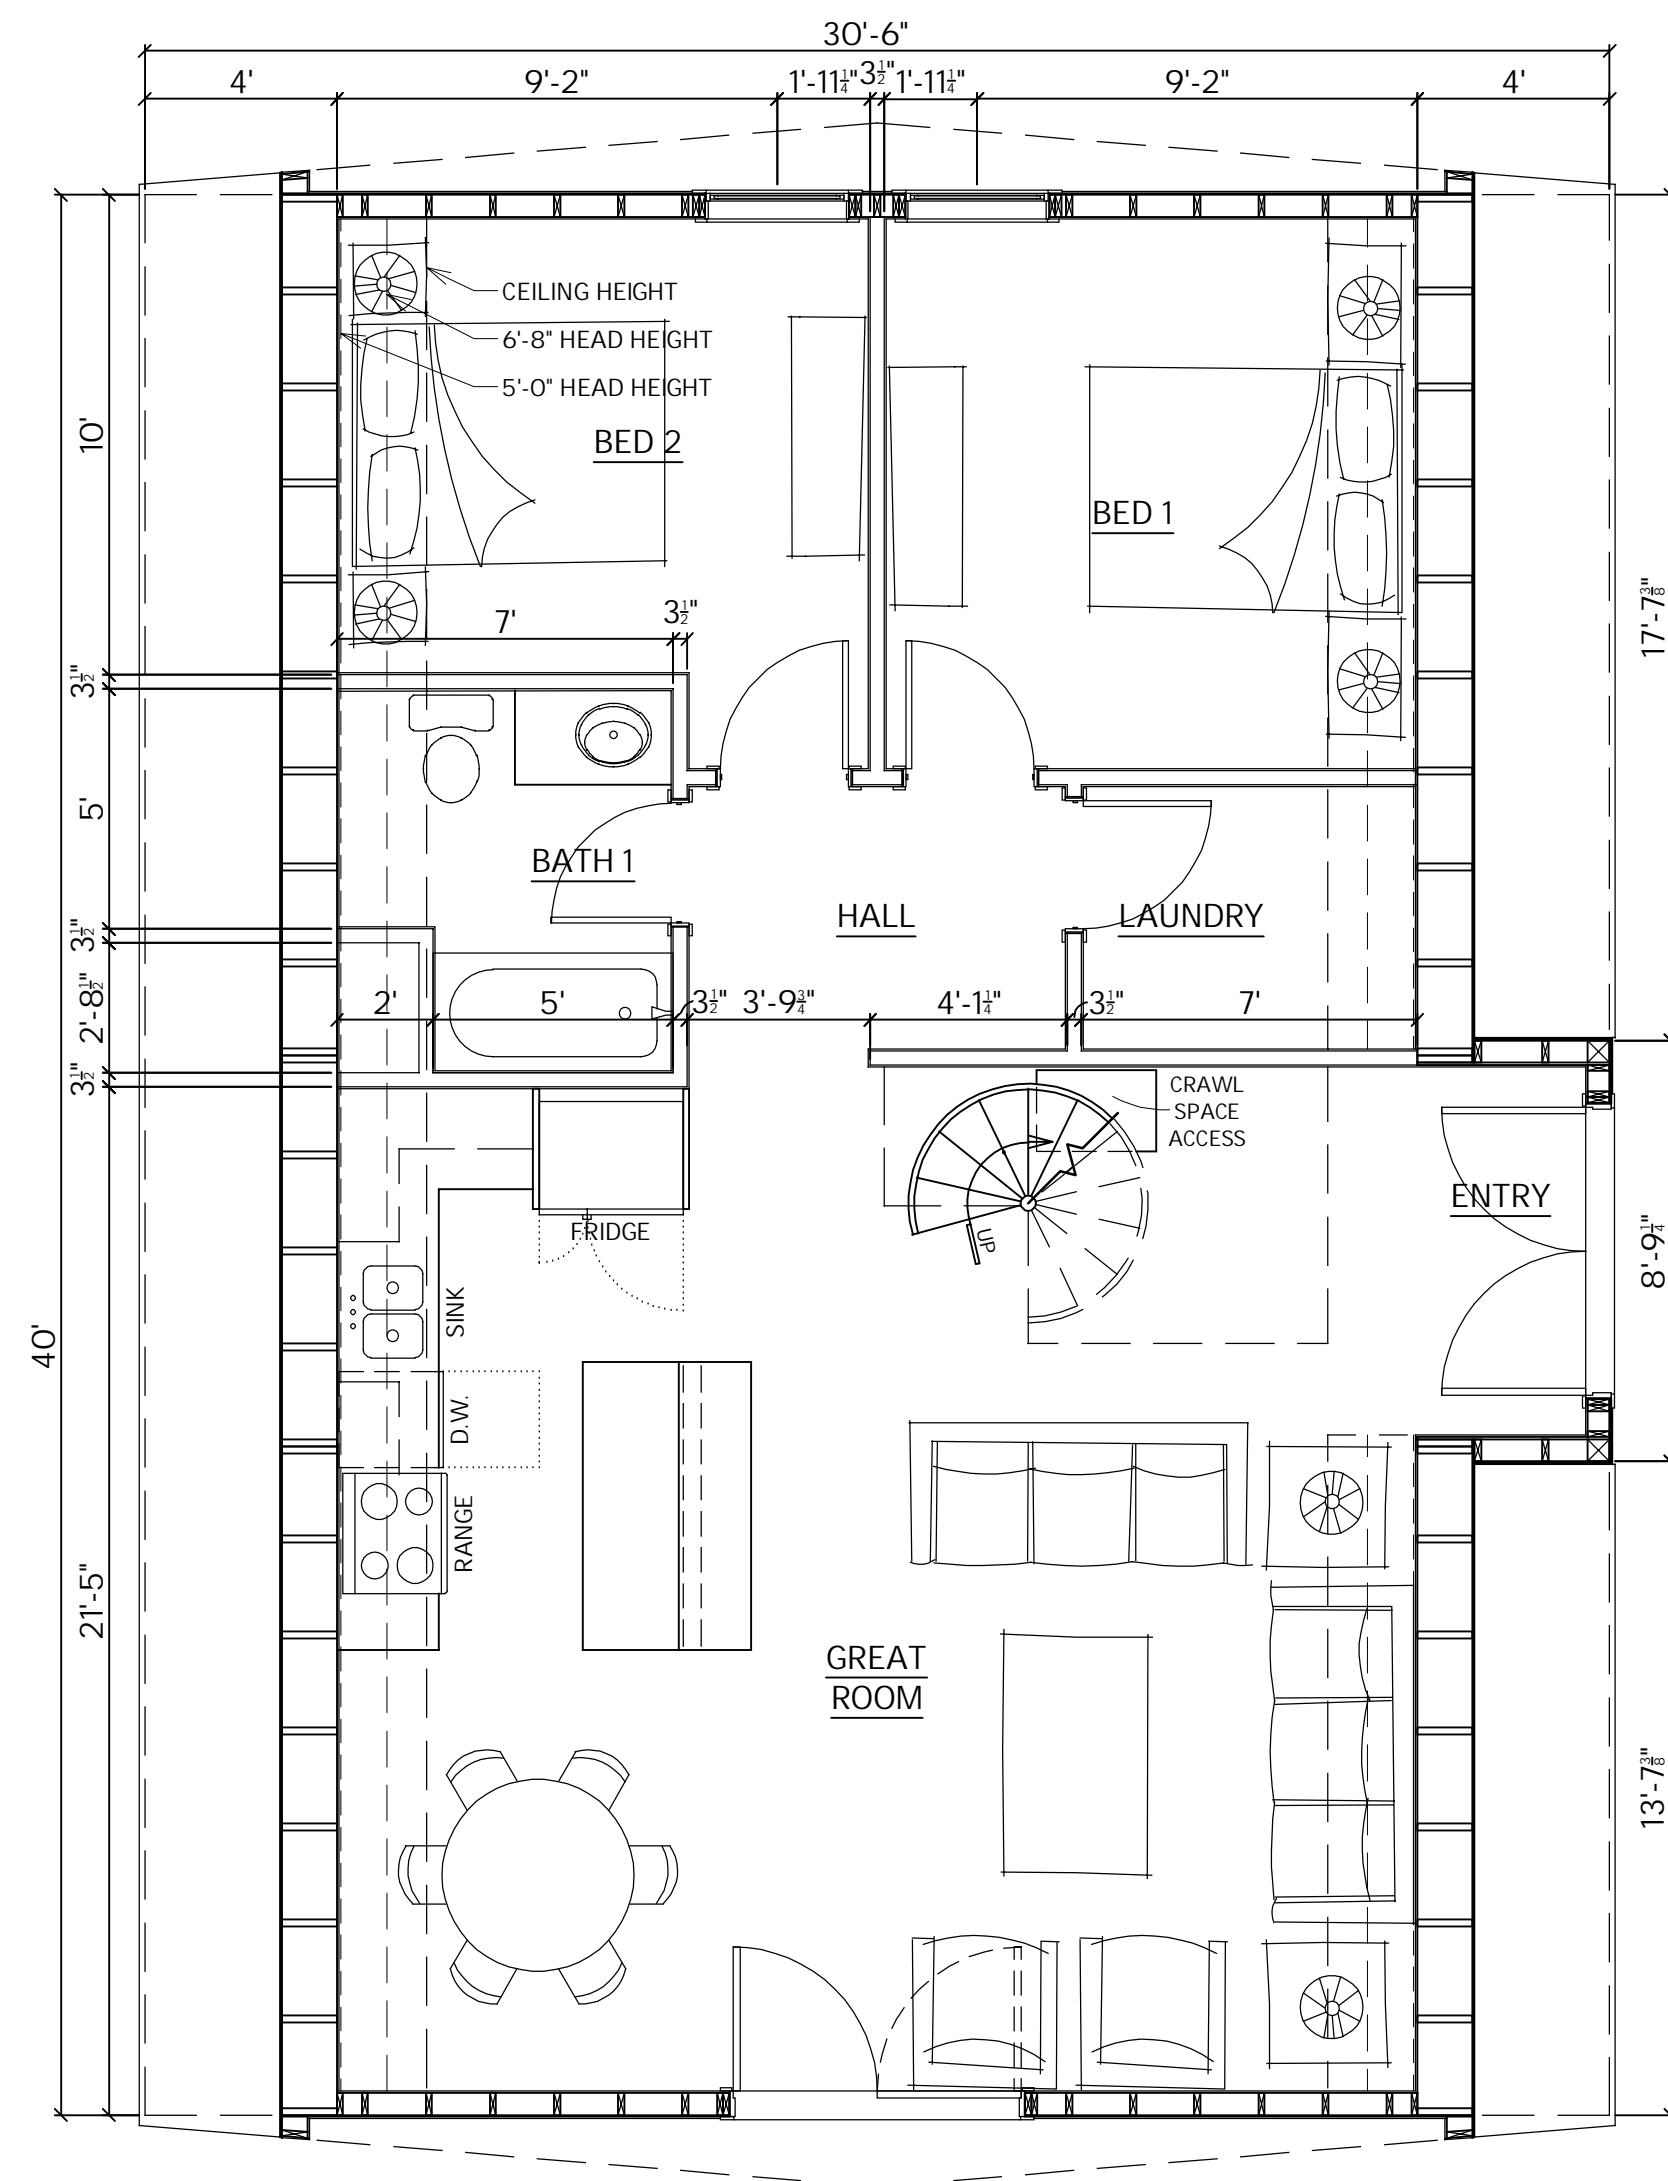 30'-6"
4'
9'-2"
1'-11¼"
3½"
1'-11¼"
9'-2"
4'
CEILING HEIGHT
6'-8" HEAD HEIGHT
5'-0" HEAD HEIGHT
BED 2
BED 1
10'
17'-7⅜"
7'
3½"
3½"
5'
BATH 1
HALL
LAUNDRY
3½"
2'-8½"
2'
5'
3½"
3'-9¾"
4'-1¼"
3½"
7'
3½"
CRAWL
SPACE
ACCESS
ENTRY
FRIDGE
UP
8'-9¼"
SINK
40'
D.W.
RANGE
21'-5"
GREAT
ROOM
13'-7⅜"